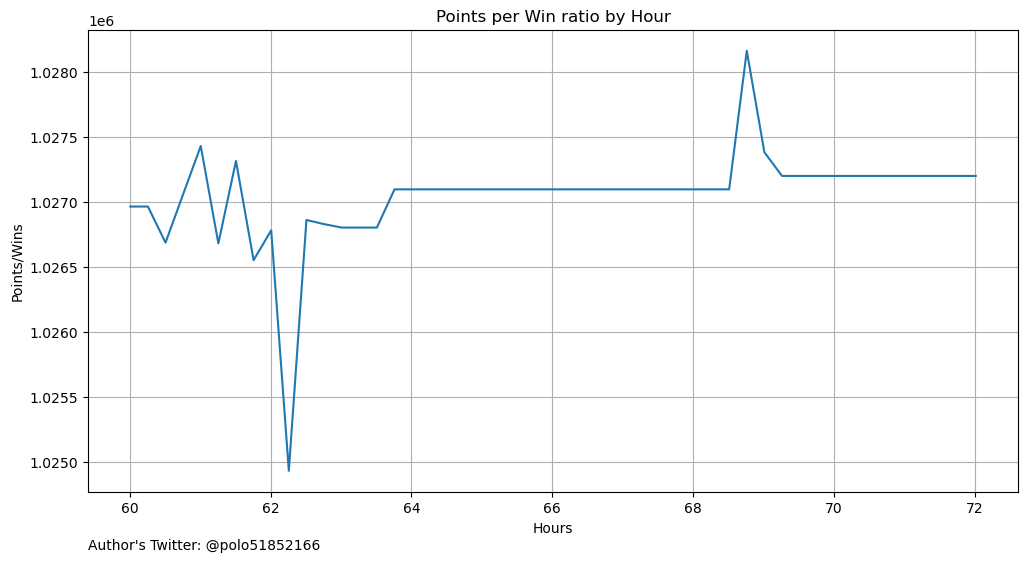 Points per Win ratio by Hour
1e6
1.0280
1.0275
1.0270
1.0265
1.0260
1.0255
1.0250
Points/Wins
60 62 64 66 68 70 72
Hours
Author's Twitter: @polo51852166